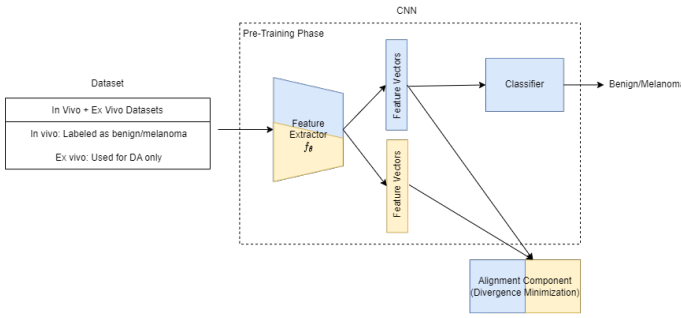 CNN
Pre-Training Phase
Dataset
In Vivo + Ex Vivo Datasets
In vivo: Labeled as benign/melanoma
Ex vivo: Used for DA only
Feature
Extractor
f_θ
Feature Vectors
Feature Vectors
Classifier
Benign/Melanoma
Alignment Component
(Divergence Minimization)